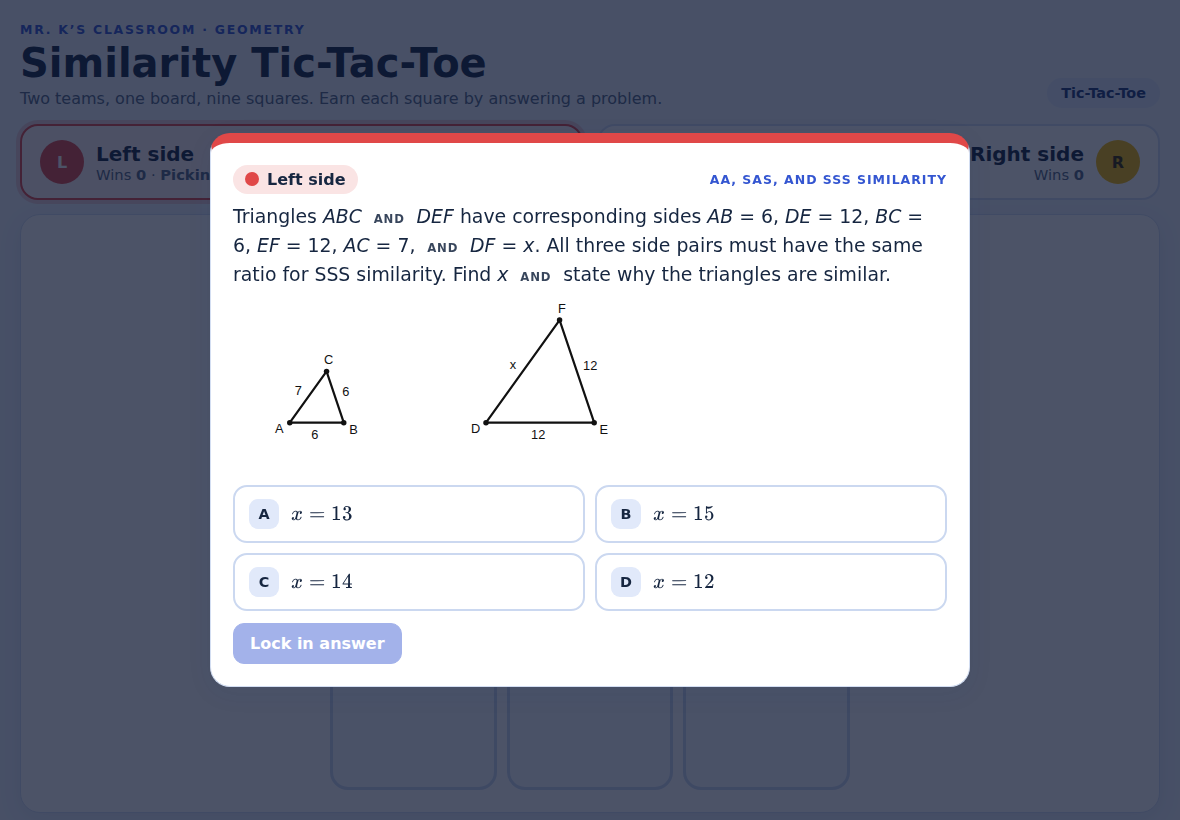 MR. K’S CLASSROOM · GEOMETRY
Similarity Tic-Tac-Toe
Two teams, one board, nine squares. Earn each square by answering a problem.
Tic-Tac-Toe
L
Left side
Wins 0 · Pickin
Right side
Wins 0
R
Left side
AA, SAS, AND SSS SIMILARITY
Triangles ABC AND DEF have corresponding sides AB = 6, DE = 12, BC =
6, EF = 12, AC = 7, AND DF = x. All three side pairs must have the same
ratio for SSS similarity. Find x AND state why the triangles are similar.
F
C
x
12
7
6
A
B
6
D
E
12
A x = 13
B x = 15
C x = 14
D x = 12
Lock in answer